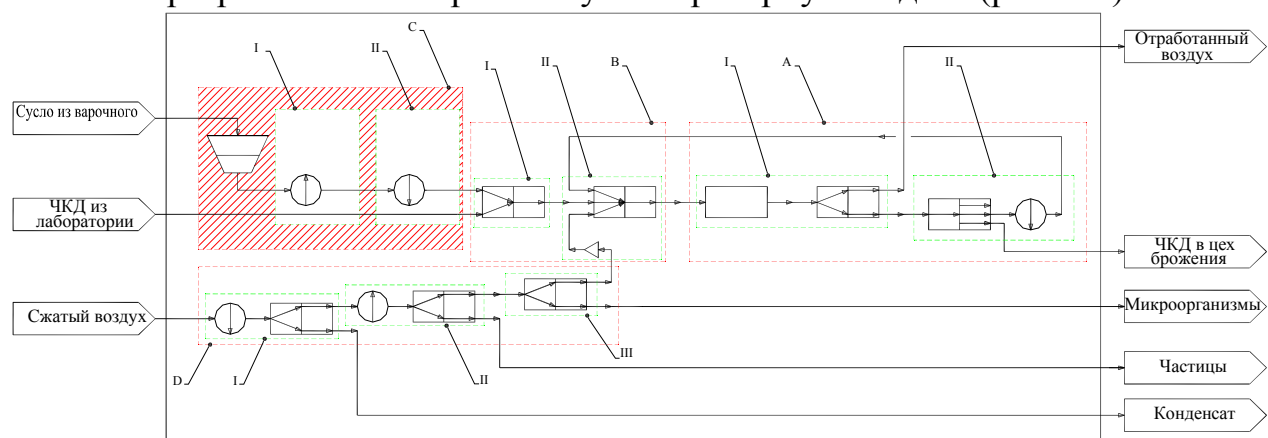 C
I
II
I
II
B
I
A
II
Отработанный
воздух
Сусло из варочного
ЧКД из
лаборатории
ЧКД в цех
брожения
Сжатый воздух
Микроорганизмы
D
I
II
III
Частицы
Конденсат